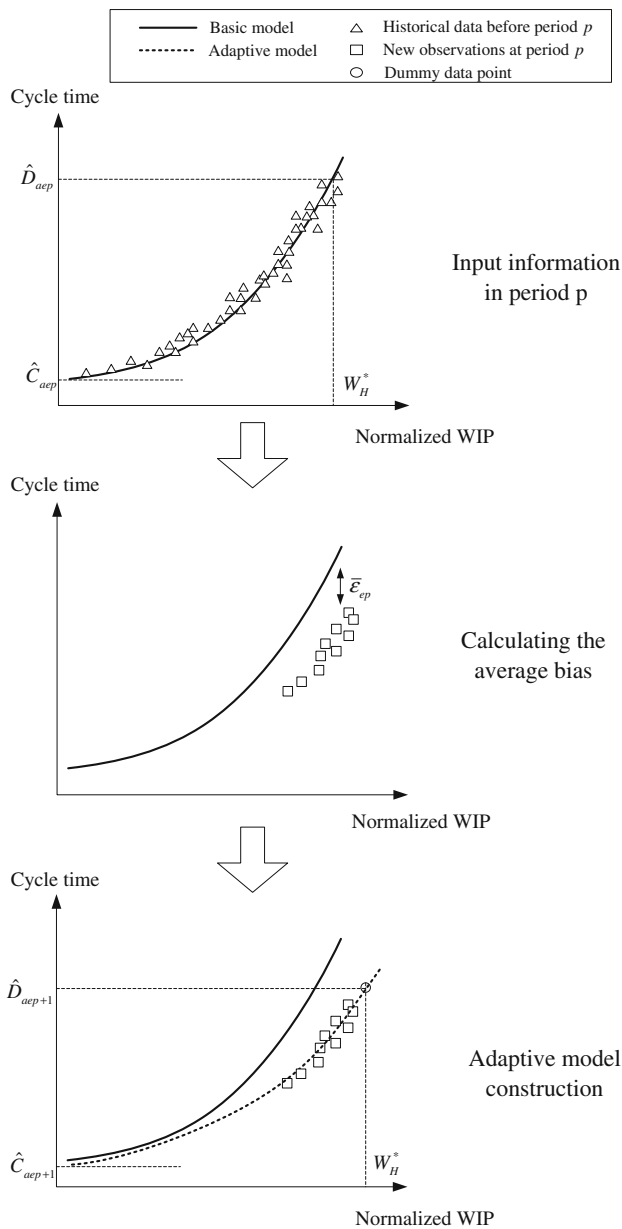 Basic model
Adaptive model
Historical data before period p
New observations at period p
Dummy data point
Cycle time
D̂aep
Ĉaep
W*H
Normalized WIP
Input information
in period p
Cycle time
ε̅ep
Normalized WIP
Calculating the
average bias
Cycle time
D̂aep+1
Ĉaep+1
W*H
Normalized WIP
Adaptive model
construction